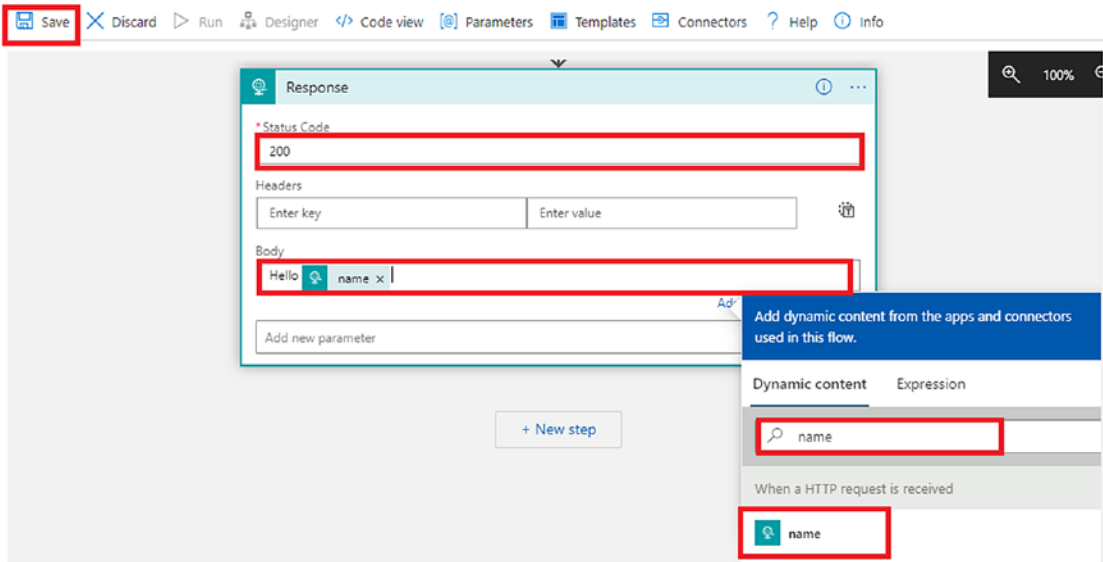 Save Discard Run Designer Code view Parameters Templates Connectors Help Info
Response
100%
* Status Code
200
Headers
Enter key Enter value
Body
Hello name ×
Ad
Add new parameter
Add dynamic content from the apps and connectors
used in this flow.
Dynamic content Expression
+ New step
name
When a HTTP request is received
name